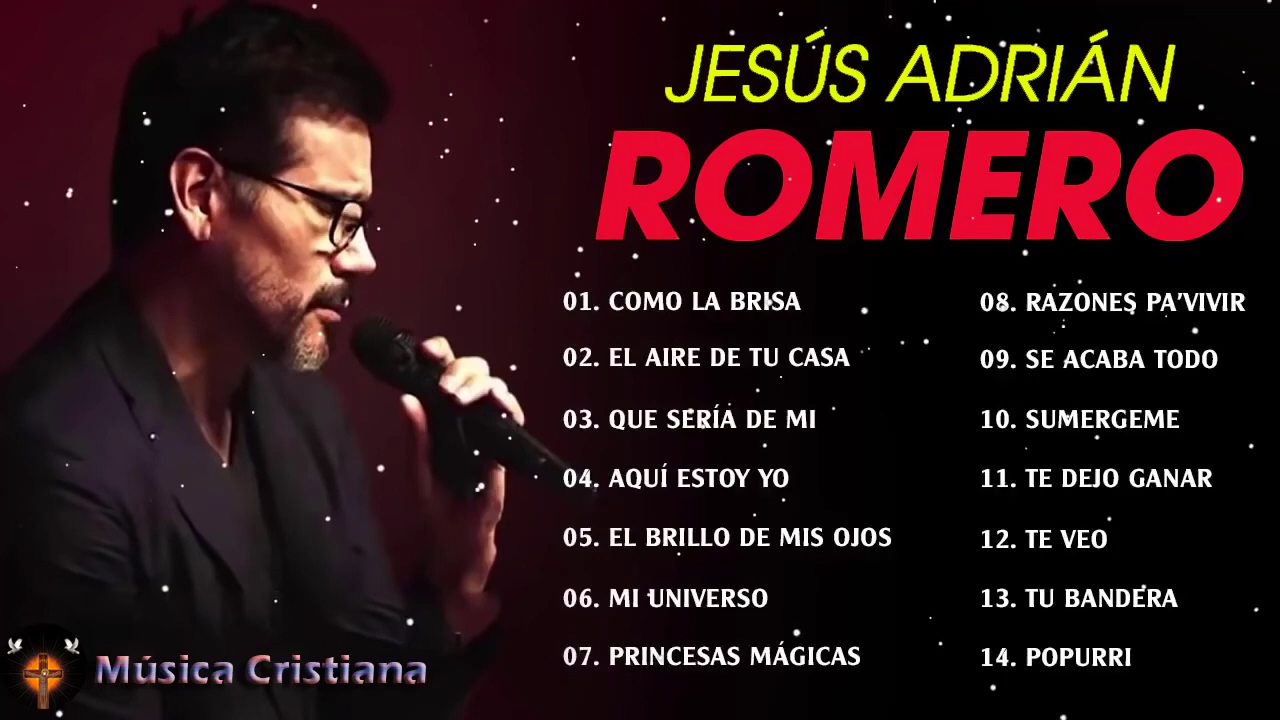 JESÚS ADRIÁN
ROMERO
01. COMO LA BRISA
02. EL AIRE DE TU CASA
03. QUE SERÍA DE MI
04. AQUÍ ESTOY YO
05. EL BRILLO DE MIS OJOS
06. MI UNIVERSO
07. PRINCESAS MÁGICAS
08. RAZONES PA'VIVIR
09. SE ACABA TODO
10. SUMERGEME
11. TE DEJO GANAR
12. TE VEO
13. TU BANDERA
14. POPURRI
Música Cristiana